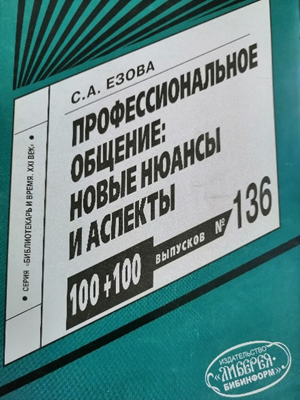 С.А. ЕЗОВА
ПРОФЕССИОНАЛЬНОЕ
ОБЩЕНИЕ:
НОВЫЕ НЮАНСЫ
И АСПЕКТЫ
100+100
ВЫПУСКОВ
№ 136
СЕРИЯ «БИБЛИОТЕКАРЬ И ВРЕМЯ. XXI ВЕК»
ИЗДАТЕЛЬСТВО
«ЛИБЕРЕЯ-
БИБИНФОРМ»